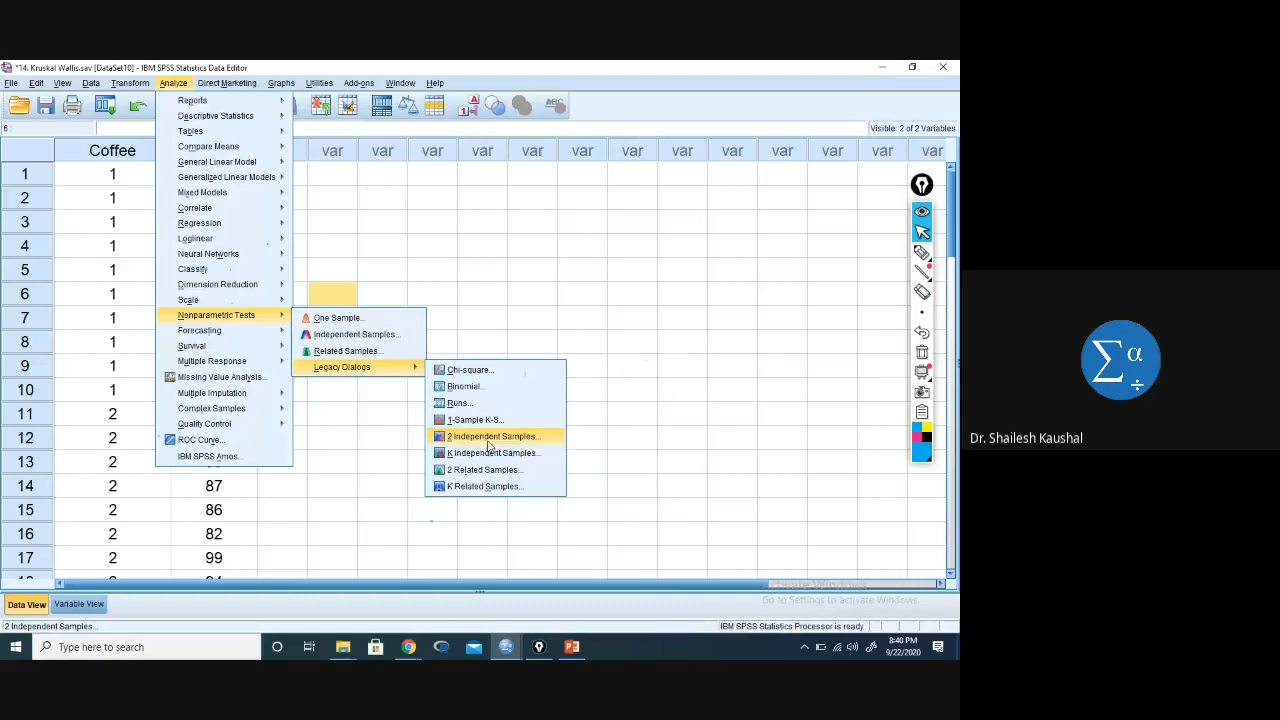 *14. Kruskal Wallis.sav [DataSet10] - IBM SPSS Statistics Data Editor
File Edit View Data Transform Analyze Direct Marketing Graphs Utilities Add-ons Window Help
6 :
Visible: 2 of 2 Variables
Coffee var var var var var var var var var var var var var
1 1
2 1
3 1
4 1
5 1
6 1
7 1
8 1
9 1
10 1
11 2
12 2
13 2
14 2 87
15 2 86
16 2 82
17 2 99
Reports
Descriptive Statistics
Tables
Compare Means
General Linear Model
Generalized Linear Models
Mixed Models
Correlate
Regression
Loglinear
Neural Networks
Classify
Dimension Reduction
Scale
Nonparametric Tests
Forecasting
Survival
Multiple Response
Missing Value Analysis...
Multiple Imputation
Complex Samples
Quality Control
ROC Curve...
IBM SPSS Amos...
One Sample...
Independent Samples...
Related Samples...
Legacy Dialogs
Chi-square...
Binomial...
Runs...
1-Sample K-S...
2 Independent Samples...
K Independent Samples...
2 Related Samples...
K Related Samples...
Activate Windows
Go to Settings to activate Windows.
Data View Variable View
2 Independent Samples...
IBM SPSS Statistics Processor is ready
Type here to search
8:40 PM
9/22/2020
Σ α ÷
Dr. Shailesh Kaushal